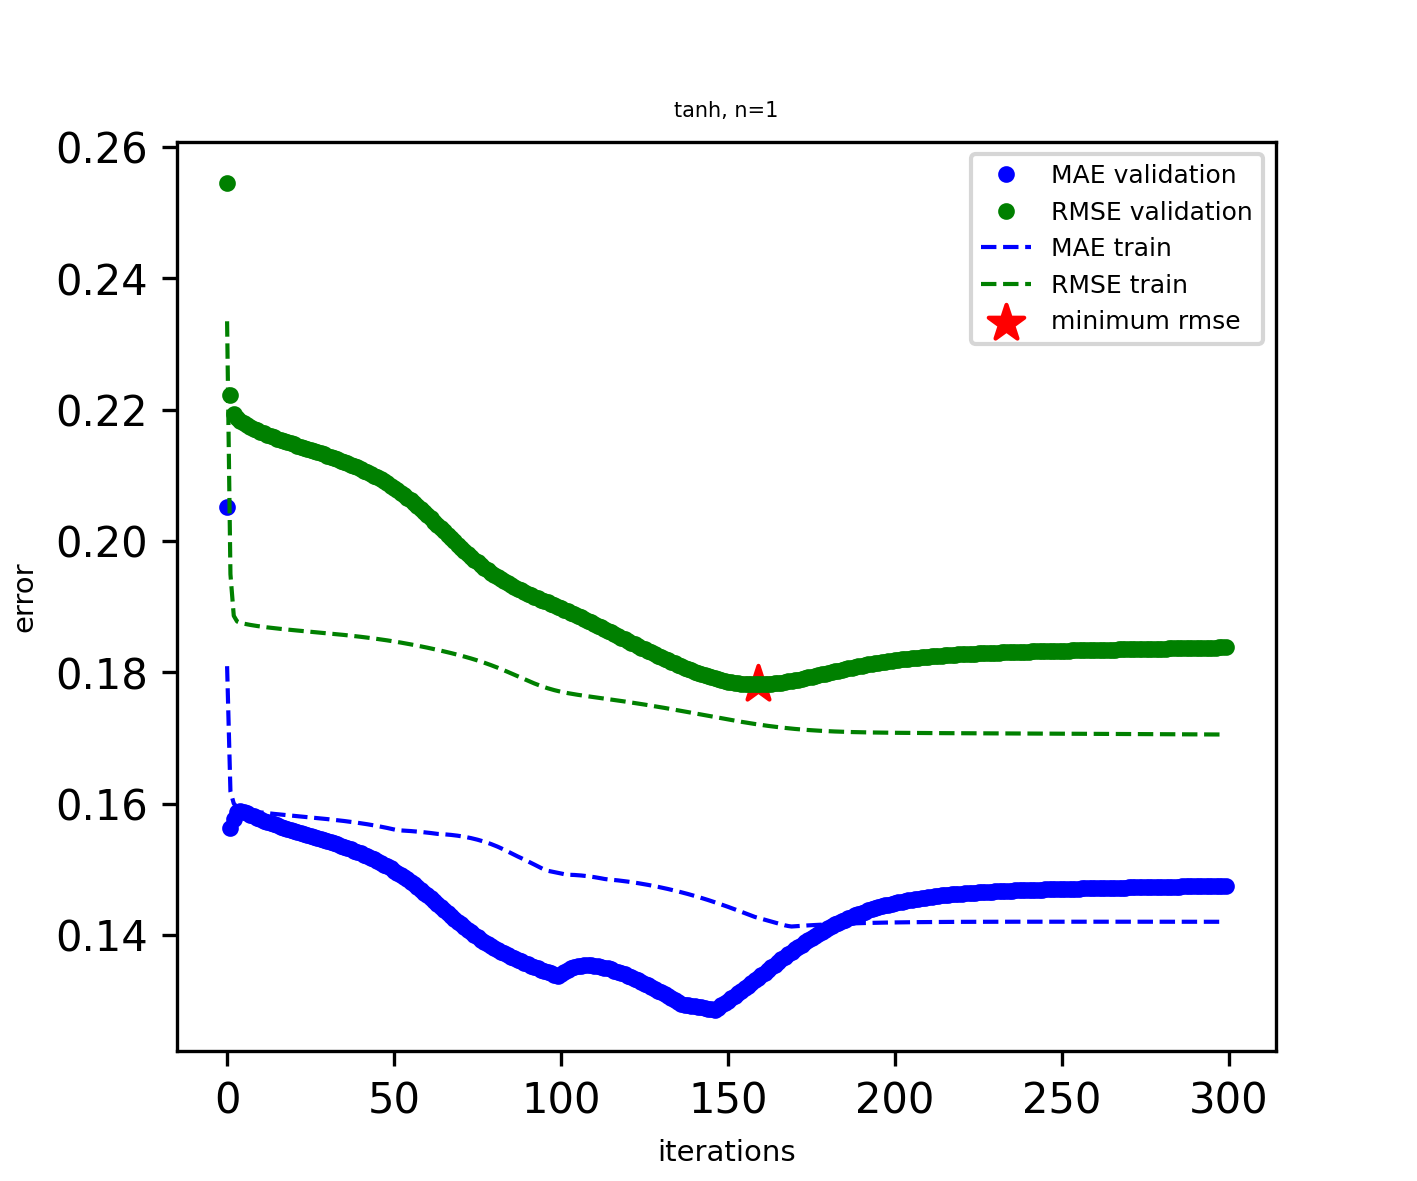 tanh, n=1
0.26
0.24
0.22
0.20
0.18
0.16
0.14
error
MAE validation
RMSE validation
MAE train
RMSE train
minimum rmse
0 50 100 150 200 250 300
iterations